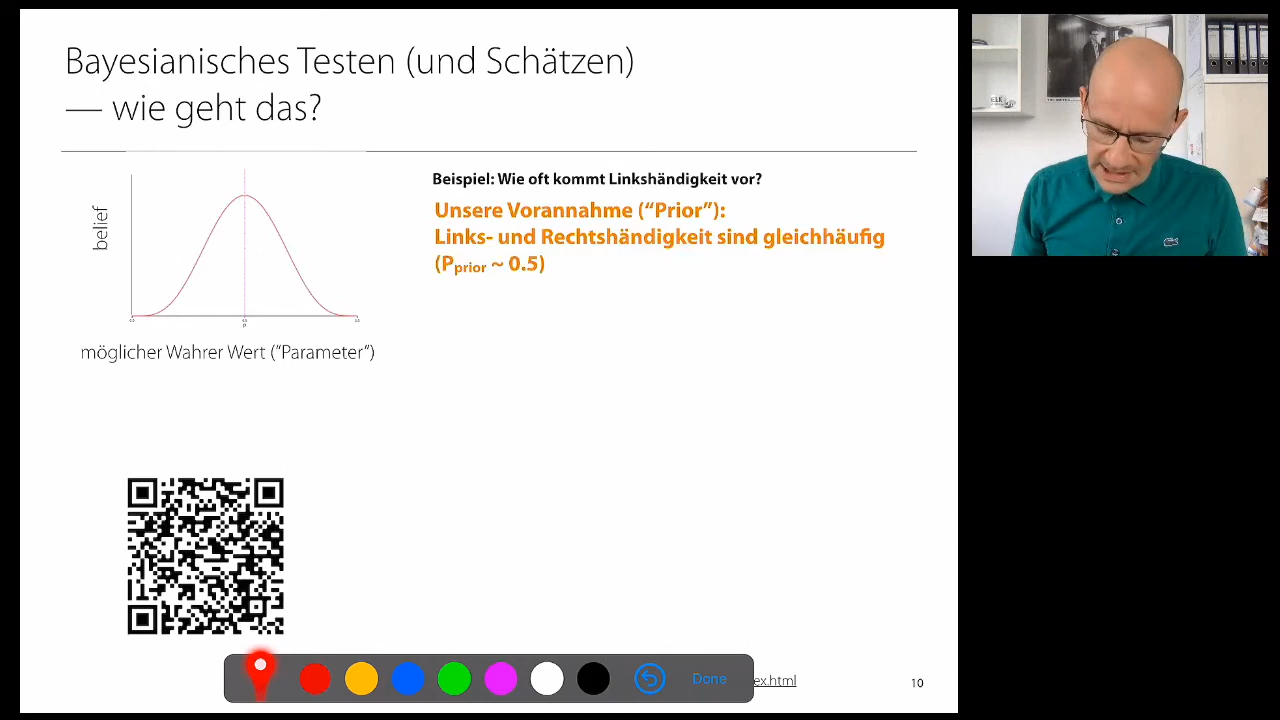 Bayesianisches Testen (und Schätzen)
— wie geht das?
belief
möglicher Wahrer Wert (“Parameter”)
Beispiel: Wie oft kommt Linkshändigkeit vor?
Unsere Vorannahme (“Prior”):
Links- und Rechtshändigkeit sind gleichhäufig
(Pprior ~ 0.5)
Done
ex.html
10